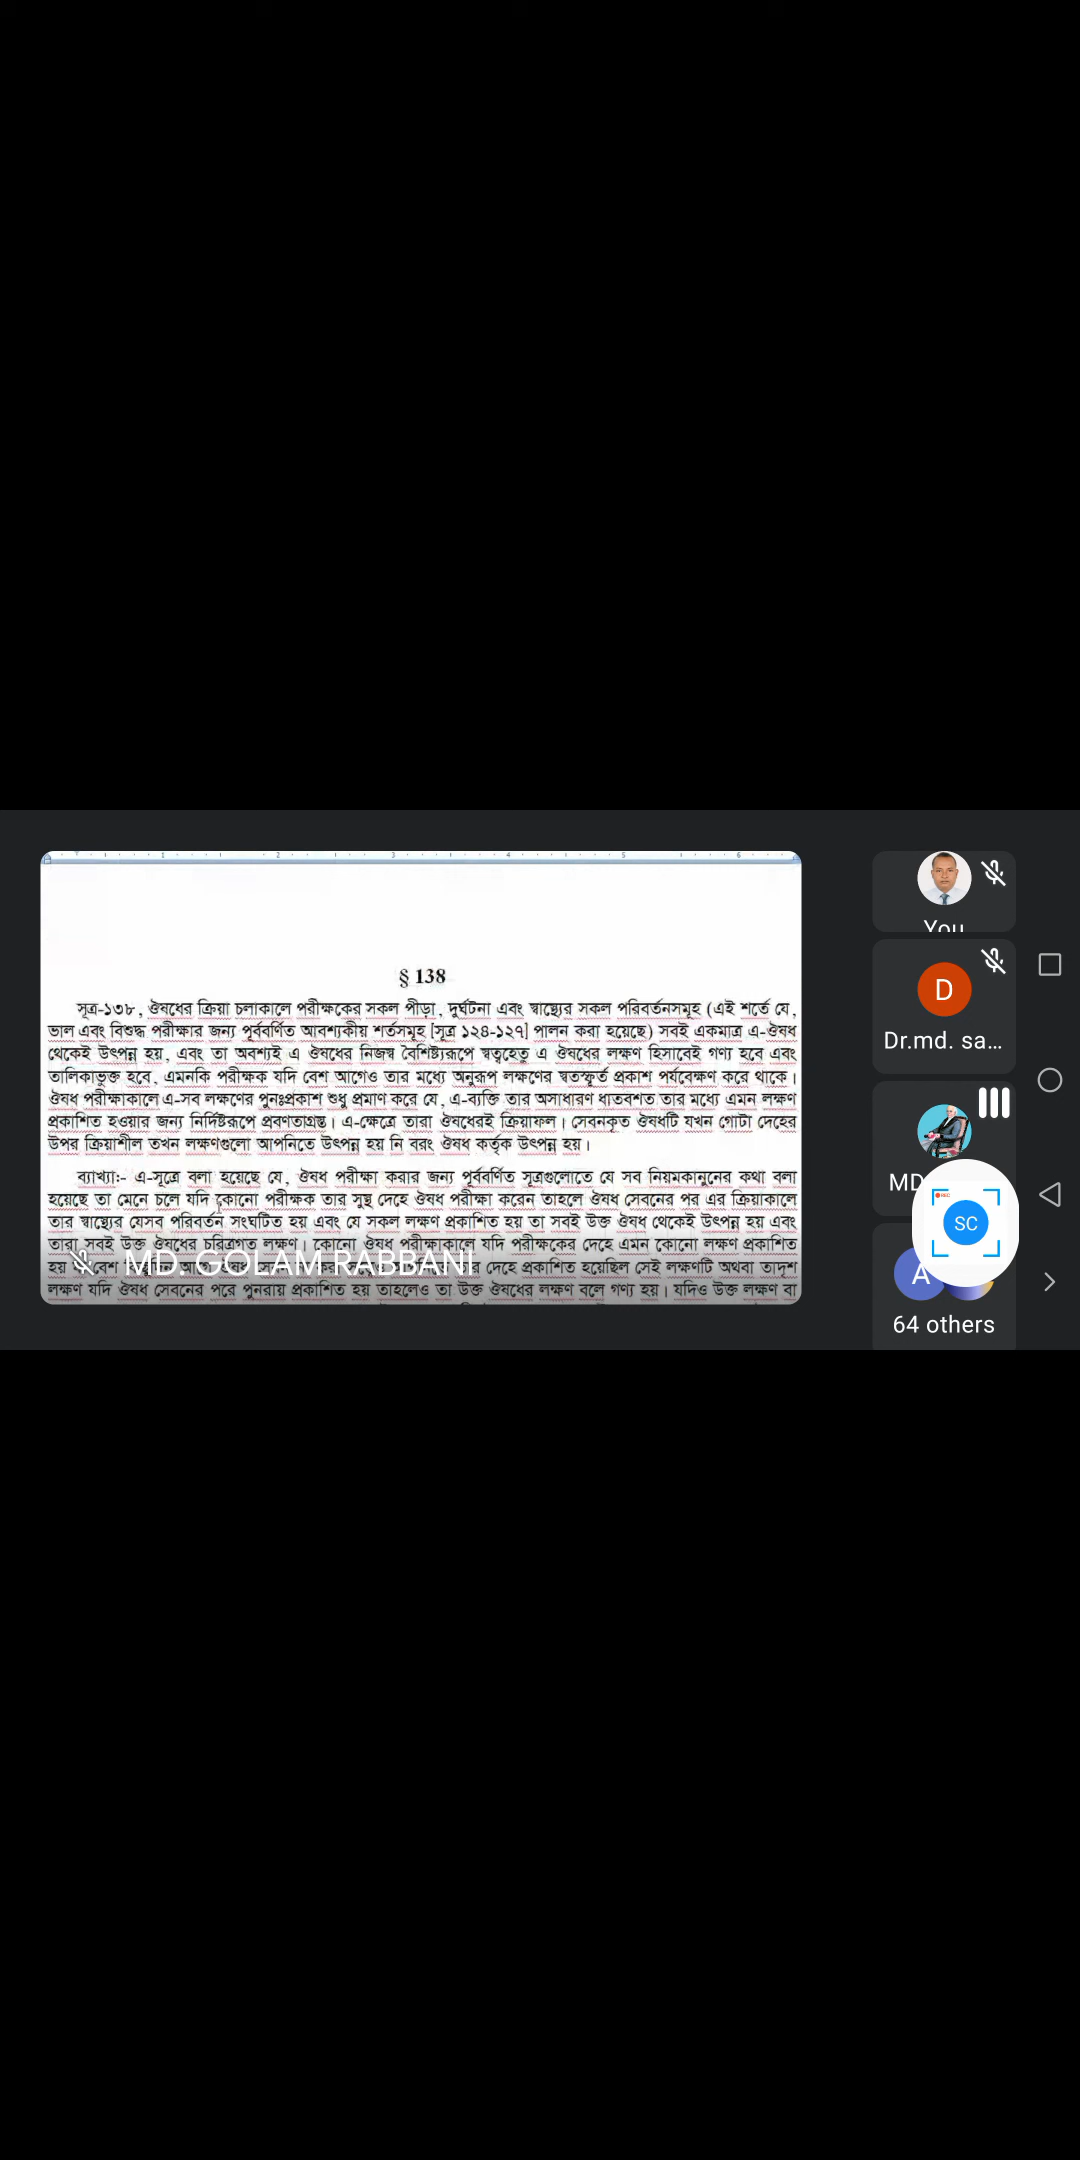 § 138
সূত্র-১৩৮, ঔষধের ক্রিয়া চলাকালে পরীক্ষকের সকল পীড়া, দুর্ঘটনা এবং স্বাস্থ্যের সকল পরিবর্তনসমূহ (এই শর্তে যে,
ভাল এবং বিশুদ্ধ পরীক্ষার জন্য পূর্ববর্ণিত আবশ্যকীয় শর্তসমূহ [সূত্র ১২৪-১২৭] পালন করা হয়েছে) সবই একমাত্র এ-ঔষধ
থেকেই উৎপন্ন হয়, এবং তা অবশ্যই এ ঔষধের নিজস্ব বৈশিষ্ট্যরূপে স্বত্বহেতু এ ঔষধের লক্ষণ হিসাবেই গণ্য হবে এবং
তালিকাভুক্ত হবে, এমনকি পরীক্ষক যদি বেশ আগেও তার মধ্যে অনুরূপ লক্ষণের স্বতস্ফূর্ত প্রকাশ পর্যবেক্ষণ করে থাকে।
ঔষধ পরীক্ষাকালে এ-সব লক্ষণের পুনঃপ্রকাশ শুধু প্রমাণ করে যে, এ-ব্যক্তি তার অসাধারণ ধাতবশত তার মধ্যে এমন লক্ষণ
প্রকাশিত হওয়ার জন্য নির্দিষ্টরূপে প্রবণতাগ্রস্ত। এ-ক্ষেত্রে তারা ঔষধেরই ক্রিয়াফল। সেবনকৃত ঔষধটি যখন গোটা দেহের
উপর ক্রিয়াশীল তখন লক্ষণগুলো আপনিতে উৎপন্ন হয় নি বরং ঔষধ কর্তৃক উৎপন্ন হয়।
ব্যাখ্যা:- এ-সূত্রে বলা হয়েছে যে, ঔষধ পরীক্ষা করার জন্য পূর্ববর্ণিত সূত্রগুলোতে যে সব নিয়মকানুনের কথা বলা
হয়েছে তা মেনে চলে যদি কোনো পরীক্ষক তার সুস্থ দেহে ঔষধ পরীক্ষা করেন তাহলে ঔষধ সেবনের পর এর ক্রিয়াকালে
তার স্বাস্থ্যের যেসব পরিবর্তন সংঘটিত হয় এবং যে সকল লক্ষণ প্রকাশিত হয় তা সবই উক্ত ঔষধ থেকেই উৎপন্ন হয় এবং
তারা সবই উক্ত ঔষধের চরিত্রগত লক্ষণ। কোনো ঔষধ পরীক্ষাকালে যদি পরীক্ষকের দেহে এমন কোনো লক্ষণ প্রকাশিত
হয় বেশ আগে দেহে প্রকাশিত হয়েছিল সেই লক্ষণটি অথবা তাদৃশ
লক্ষণ যদি ঔষধ সেবনের পরে পুনরায় প্রকাশিত হয় তাহলেও তা উক্ত ঔষধের লক্ষণ বলে গণ্য হয়। যদিও উক্ত লক্ষণ বা
MD. GOLAM RABBANI
You
D
Dr.md. sa...
MD
REC
SC
A
64 others